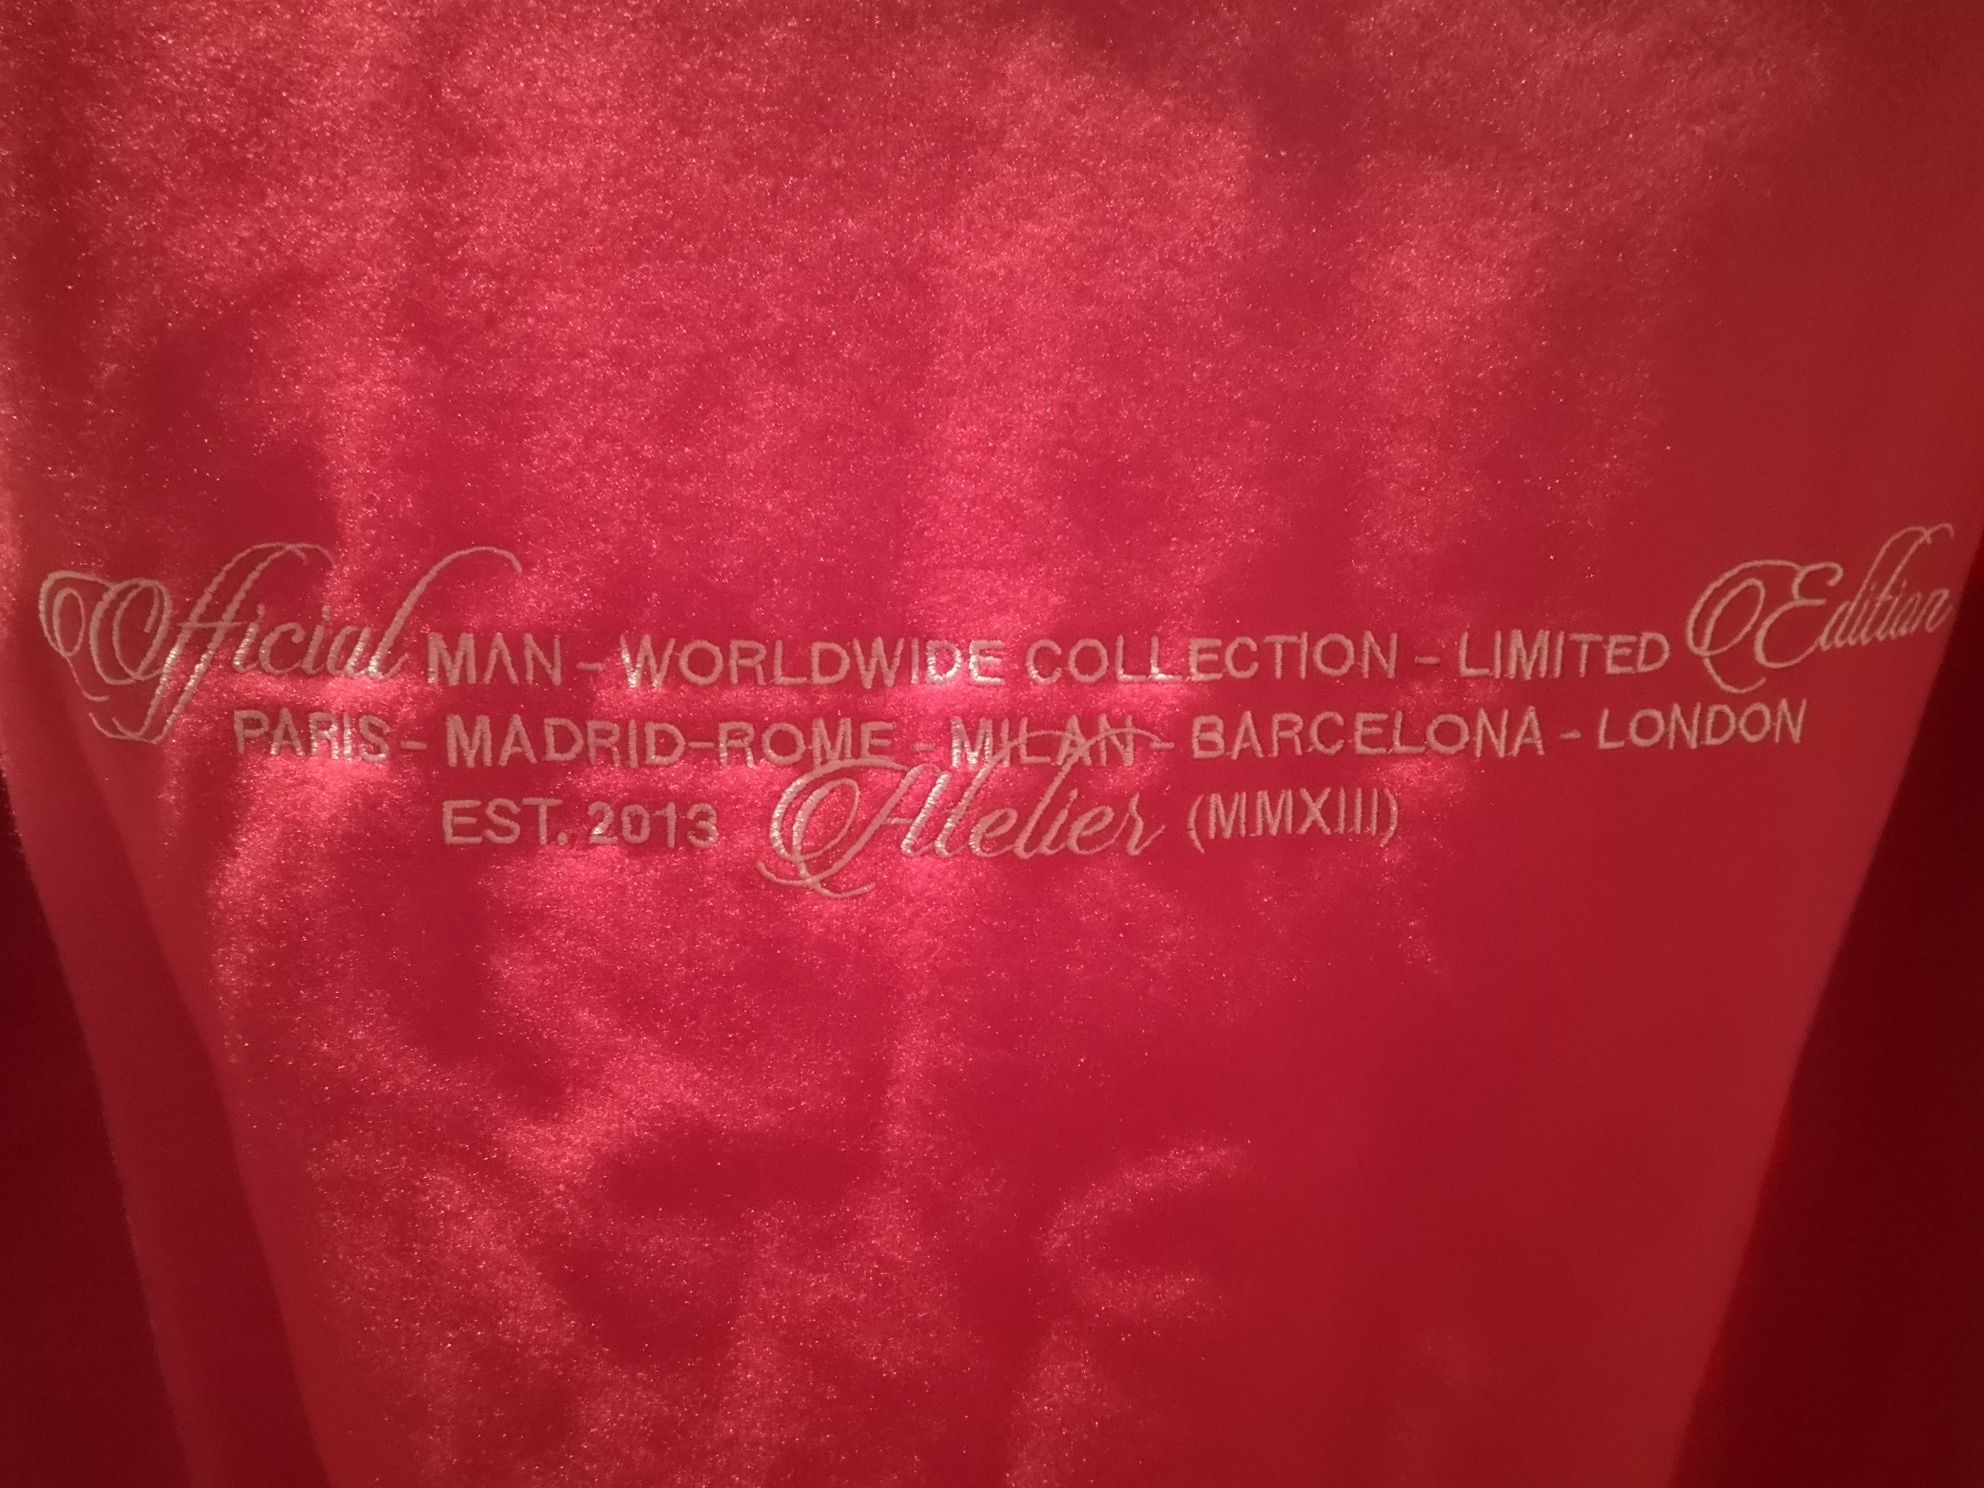 Official MAN - WORLDWIDE COLLECTION - LIMITED Edition
PARIS - MADRID-ROME - MILAN - BARCELONA - LONDON
EST. 2013 Atelier (MMXIII)